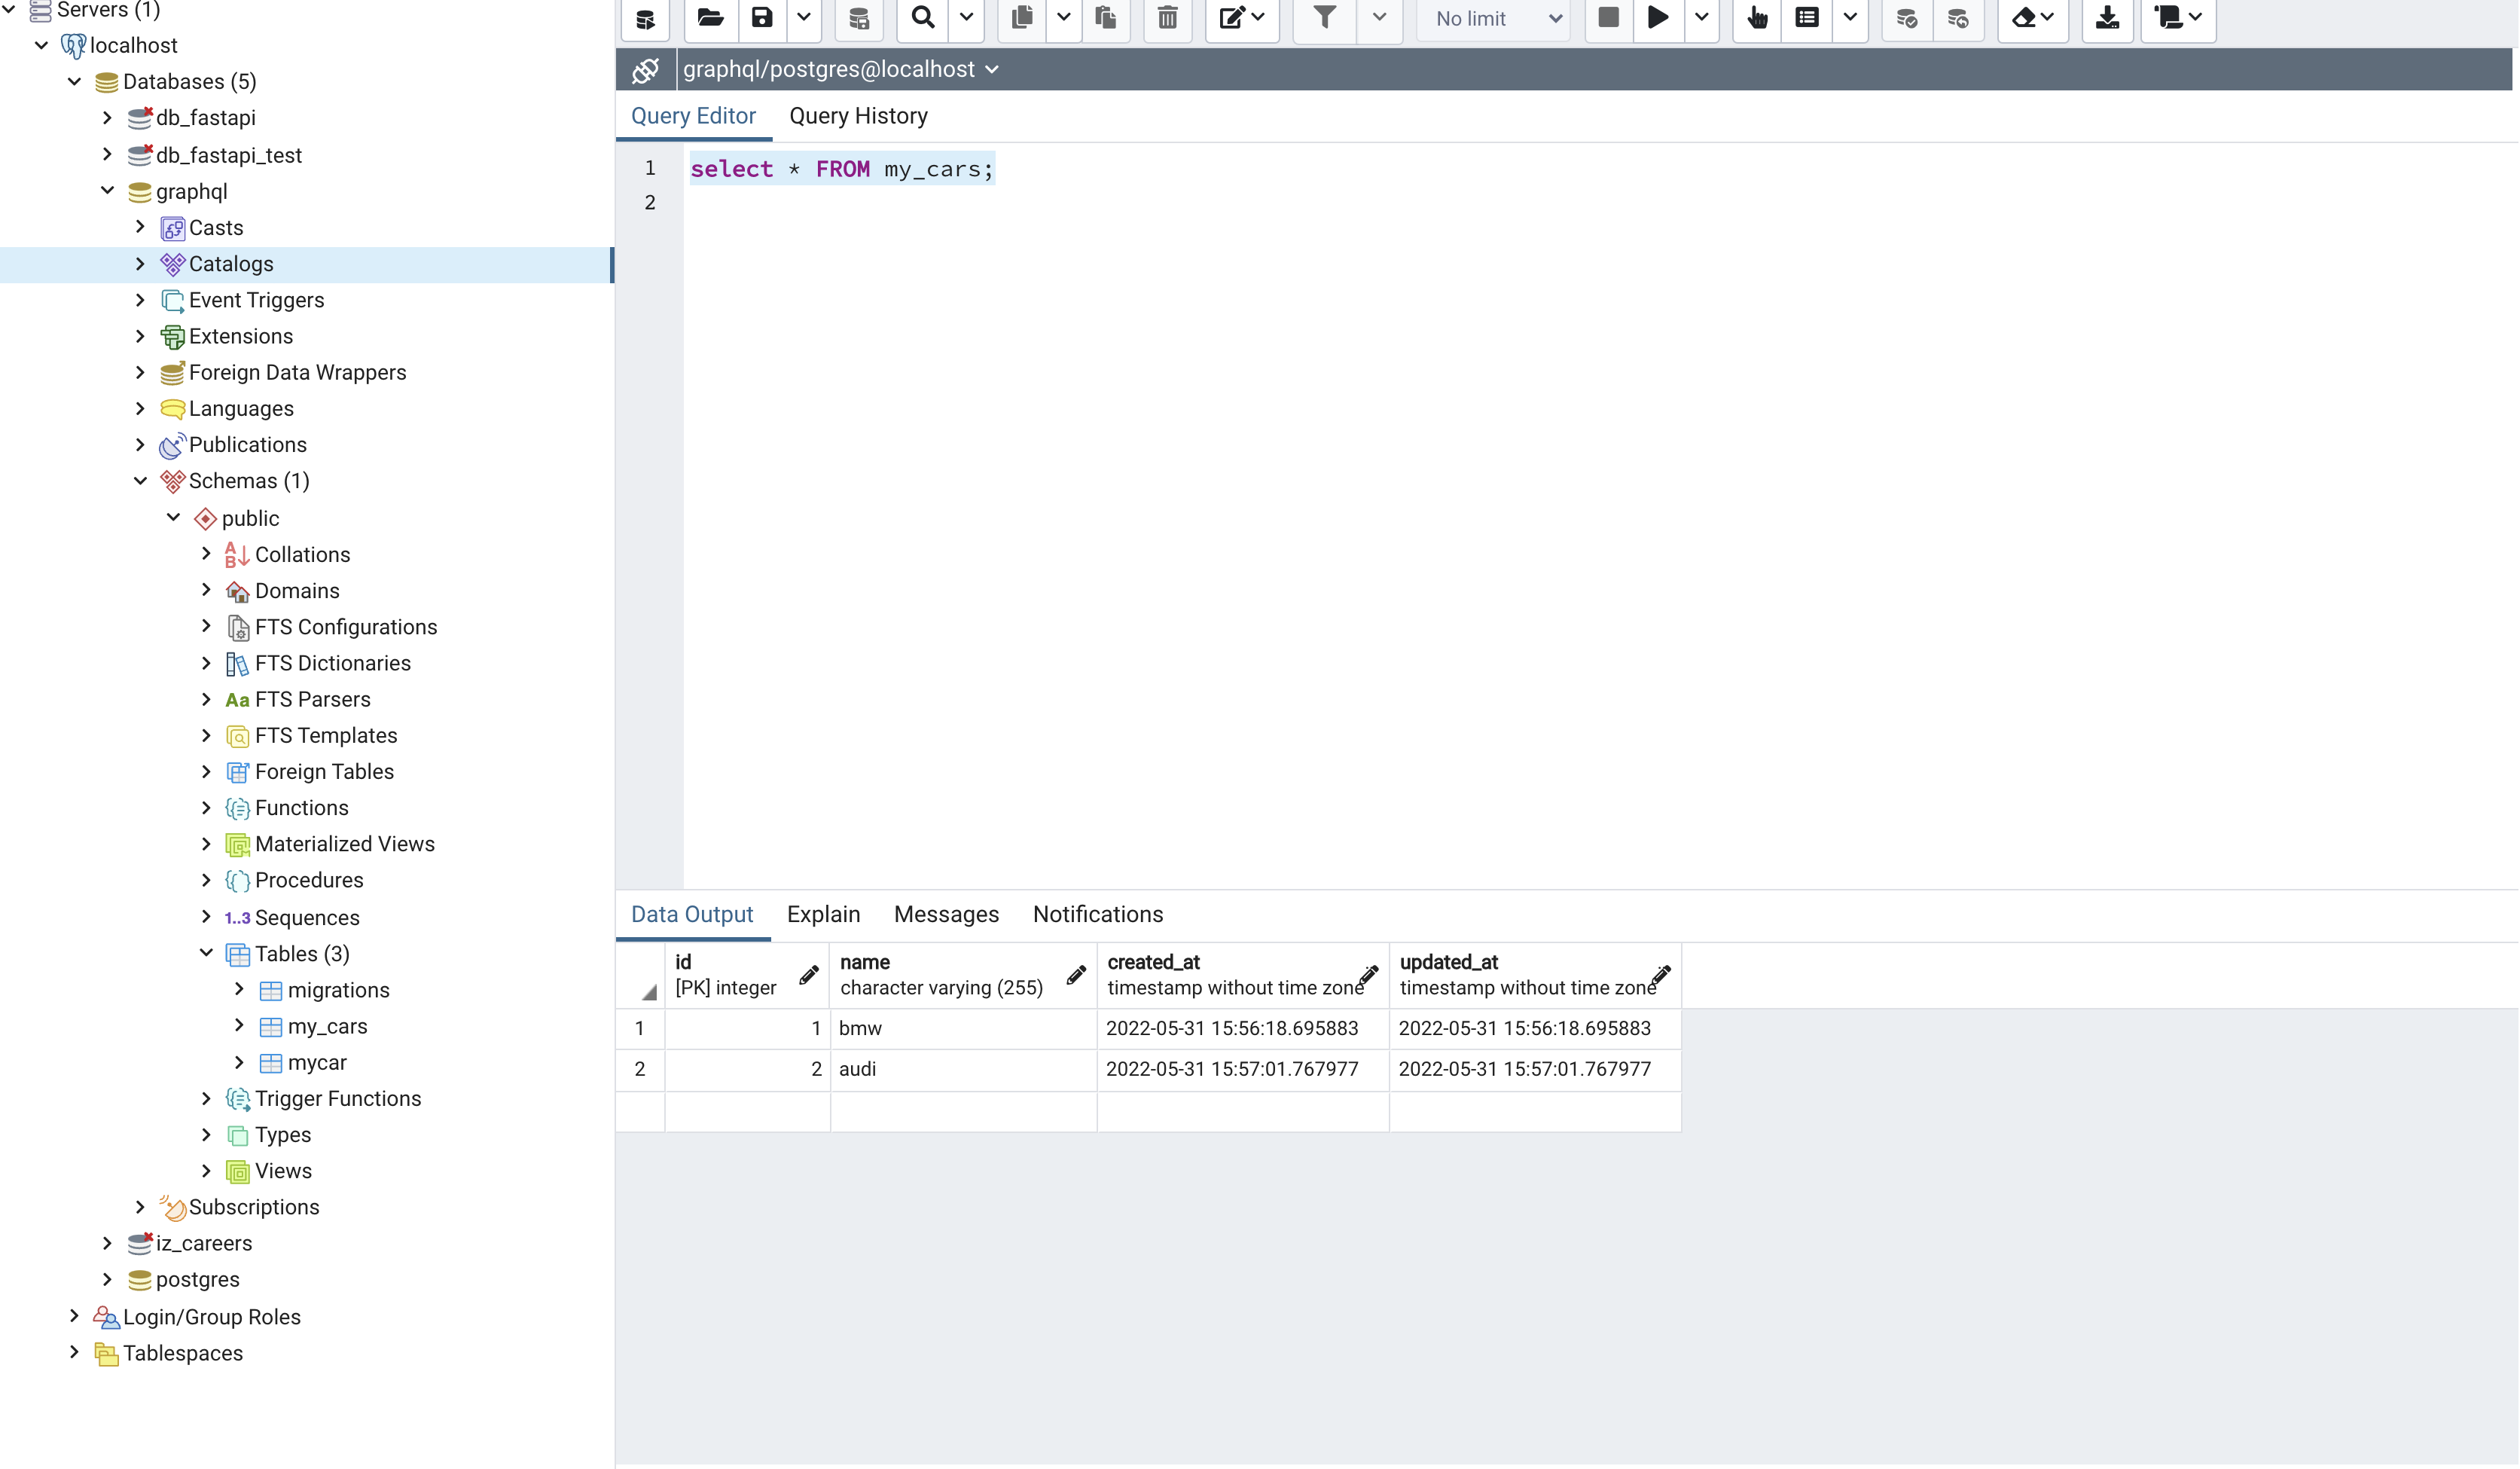 Servers (1)
localhost
Databases (5)
db_fastapi
db_fastapi_test
graphql
Casts
Catalogs
Event Triggers
Extensions
Foreign Data Wrappers
Languages
Publications
Schemas (1)
public
Collations
Domains
FTS Configurations
FTS Dictionaries
Aa FTS Parsers
FTS Templates
Foreign Tables
Functions
Materialized Views
Procedures
1..3 Sequences
Tables (3)
migrations
my_cars
mycar
Trigger Functions
Types
Views
Subscriptions
iz_careers
postgres
Login/Group Roles
Tablespaces
No limit
graphql/postgres@localhost
Query Editor Query History
1 select * FROM my_cars;
2
Data Output Explain Messages Notifications
id name created_at updated_at
[PK] integer character varying (255) timestamp without time zone timestamp without time zone
1 1 bmw 2022-05-31 15:56:18.695883 2022-05-31 15:56:18.695883
2 2 audi 2022-05-31 15:57:01.767977 2022-05-31 15:57:01.767977